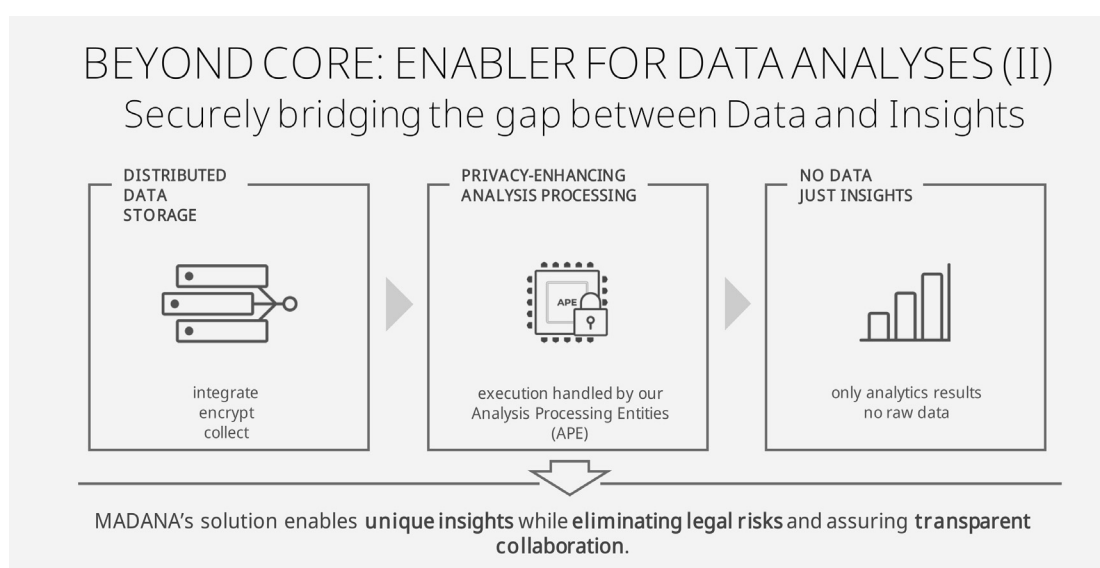 BEYOND CORE: ENABLER FOR DATA ANALYSES (II)
Securely bridging the gap between Data and Insights
DISTRIBUTED
DATA
STORAGE
integrate
encrypt
collect
PRIVACY-ENHANCING
ANALYSIS PROCESSING
APE
execution handled by our
Analysis Processing Entities
(APE)
NO DATA
JUST INSIGHTS
only analytics results
no raw data
MADANA's solution enables unique insights while eliminating legal risks and assuring transparent
collaboration.